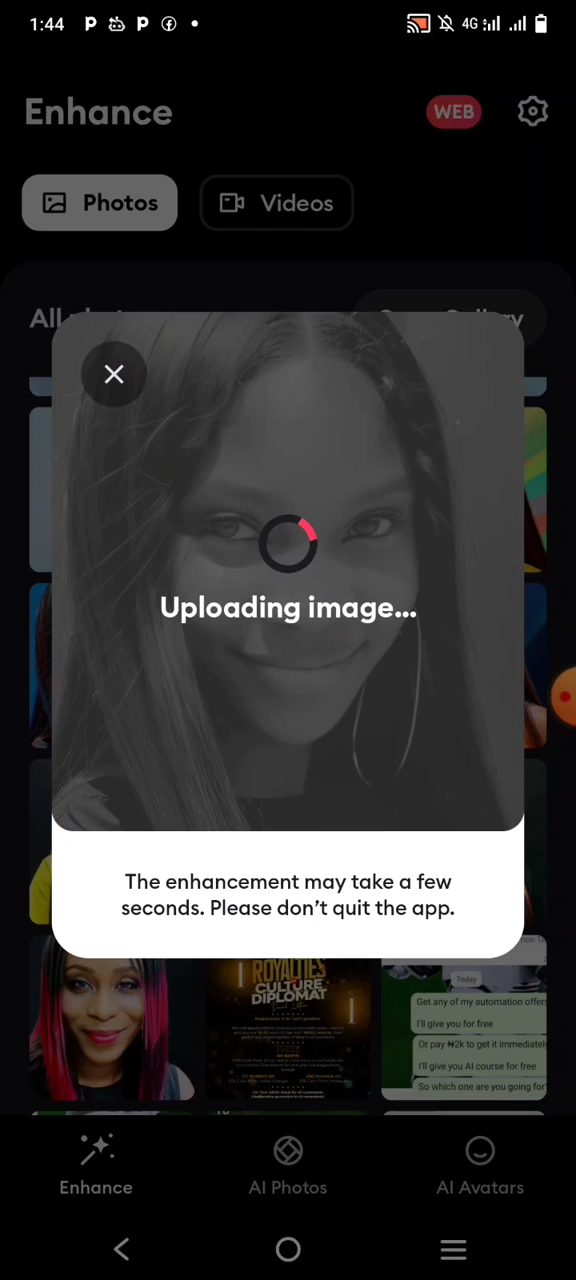 1:44
4G
Enhance
WEB
Photos
Videos
All
Uploading image...
The enhancement may take a few
seconds. Please don't quit the app.
ROYALTIES
CULTURE
DIPLOMAT
Today
Get any of my automation offers
I'll give you for free
Or pay ₦2k to get it immediately
I'll give you AI course for free
So which one are you going for
Enhance
AI Photos
AI Avatars